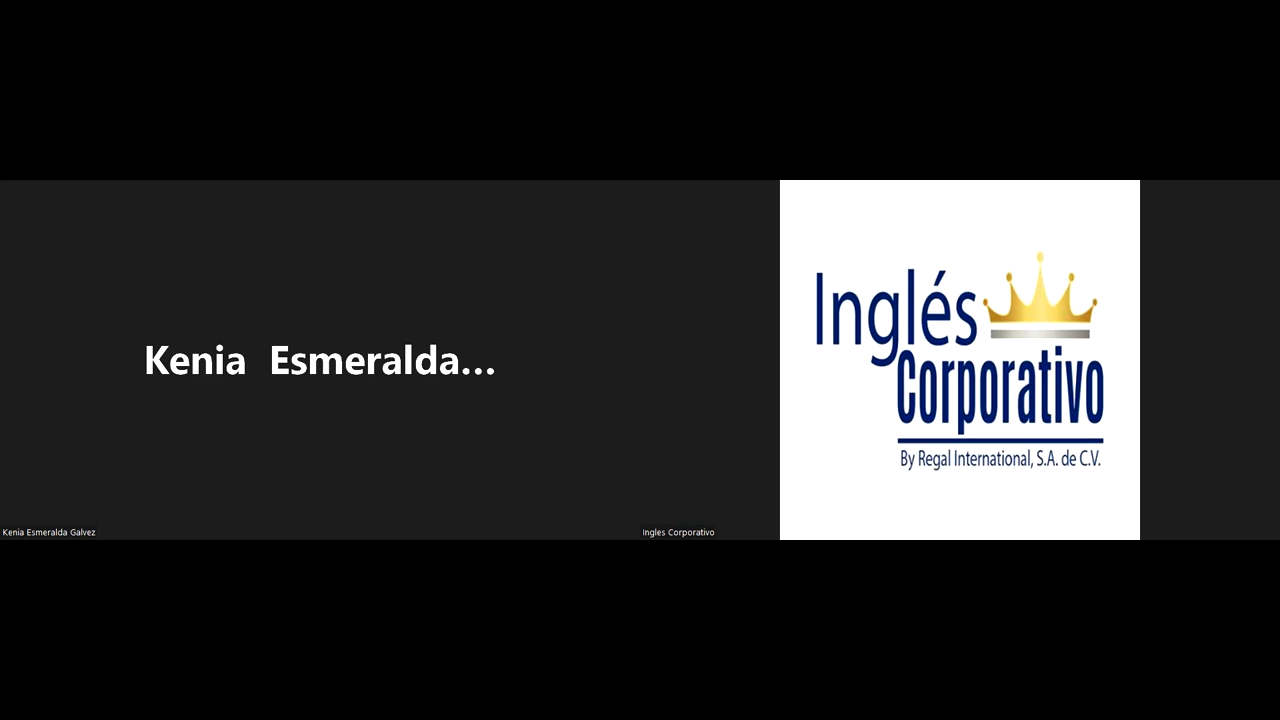 Kenia Esmeralda...
Kenia Esmeralda Galvez
Inglés
Corporativo
By Regal International, S.A. de C.V.
Ingles Corporativo